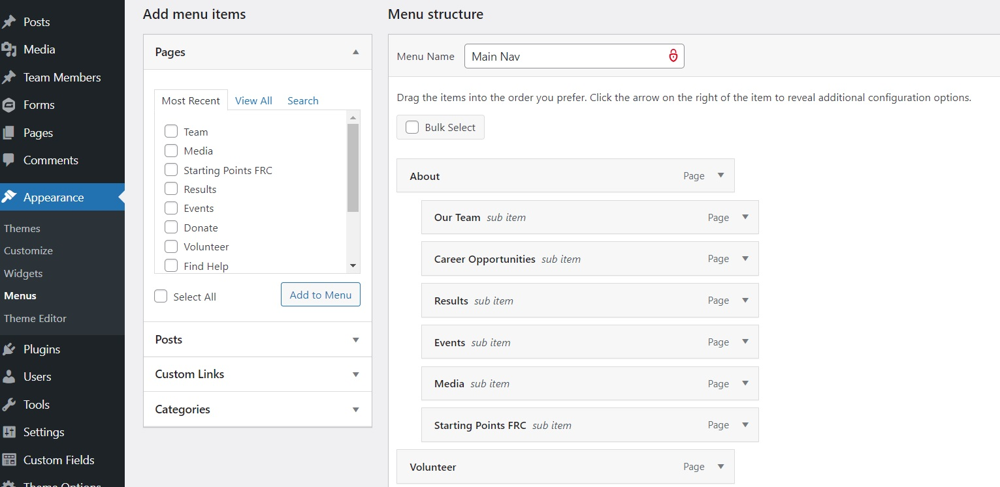 Posts
Media
Team Members
Forms
Pages
Comments
Appearance
Themes
Customize
Widgets
Menus
Theme Editor
Plugins
Users
Tools
Settings
Custom Fields
Theme Options
Add menu items
Pages
Most Recent View All Search
Team
Media
Starting Points FRC
Results
Events
Donate
Volunteer
Find Help
Select All Add to Menu
Posts
Custom Links
Categories
Menu structure
Menu Name Main Nav
Drag the items into the order you prefer. Click the arrow on the right of the item to reveal additional configuration options.
Bulk Select
About Page
Our Team sub item Page
Career Opportunities sub item Page
Results sub item Page
Events sub item Page
Media sub item Page
Starting Points FRC sub item Page
Volunteer Page